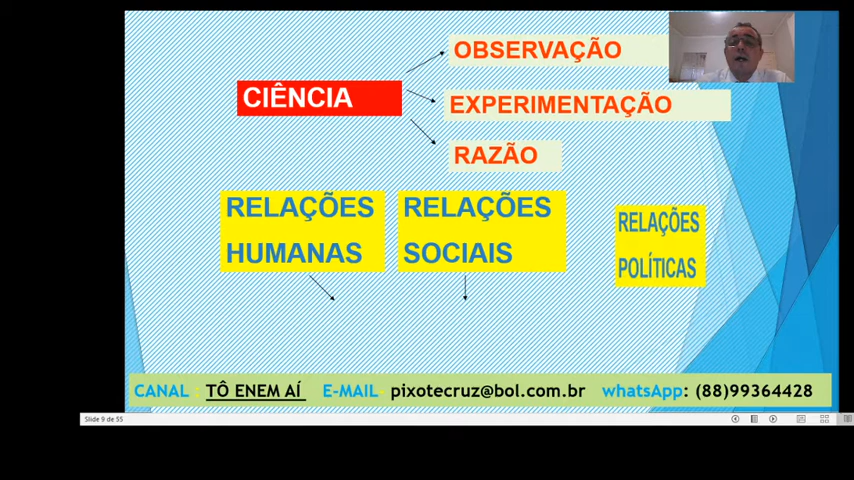 OBSERVAÇÃO
CIÊNCIA
EXPERIMENTAÇÃO
RAZÃO
RELAÇÕES
HUMANAS
RELAÇÕES
SOCIAIS
RELAÇÕES
POLÍTICAS
CANAL : TÔ ENEM AÍ E-MAIL- pixotecruz@bol.com.br whatsApp: (88)99364428
Slide 9 de 55